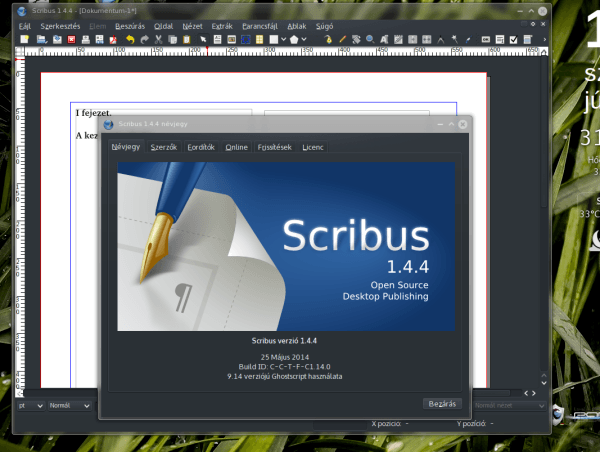 Scribus 1.4.4 - [Dokumentum-1*]
Fájl Szerkesztés Elem Beszúrás Oldal Nézet Extrák Parancsfájl Ablak Súgó
I fejezet.
A kez
Scribus 1.4.4 névjegy
Névjegy Szerzők Fordítók Online Frissítések Licenc
Scribus
1.4.4
Open Source
Desktop Publishing
Scribus verzió 1.4.4
25 Május 2014
Build ID: C-C-T-F-C1.14.0
9.14 verziójú Ghostscript használata
Bezárás
pt Normál Normál nézet
X pozíció: - Y pozíció: -
1
sz
jú
31
Hő
3
S
33°C